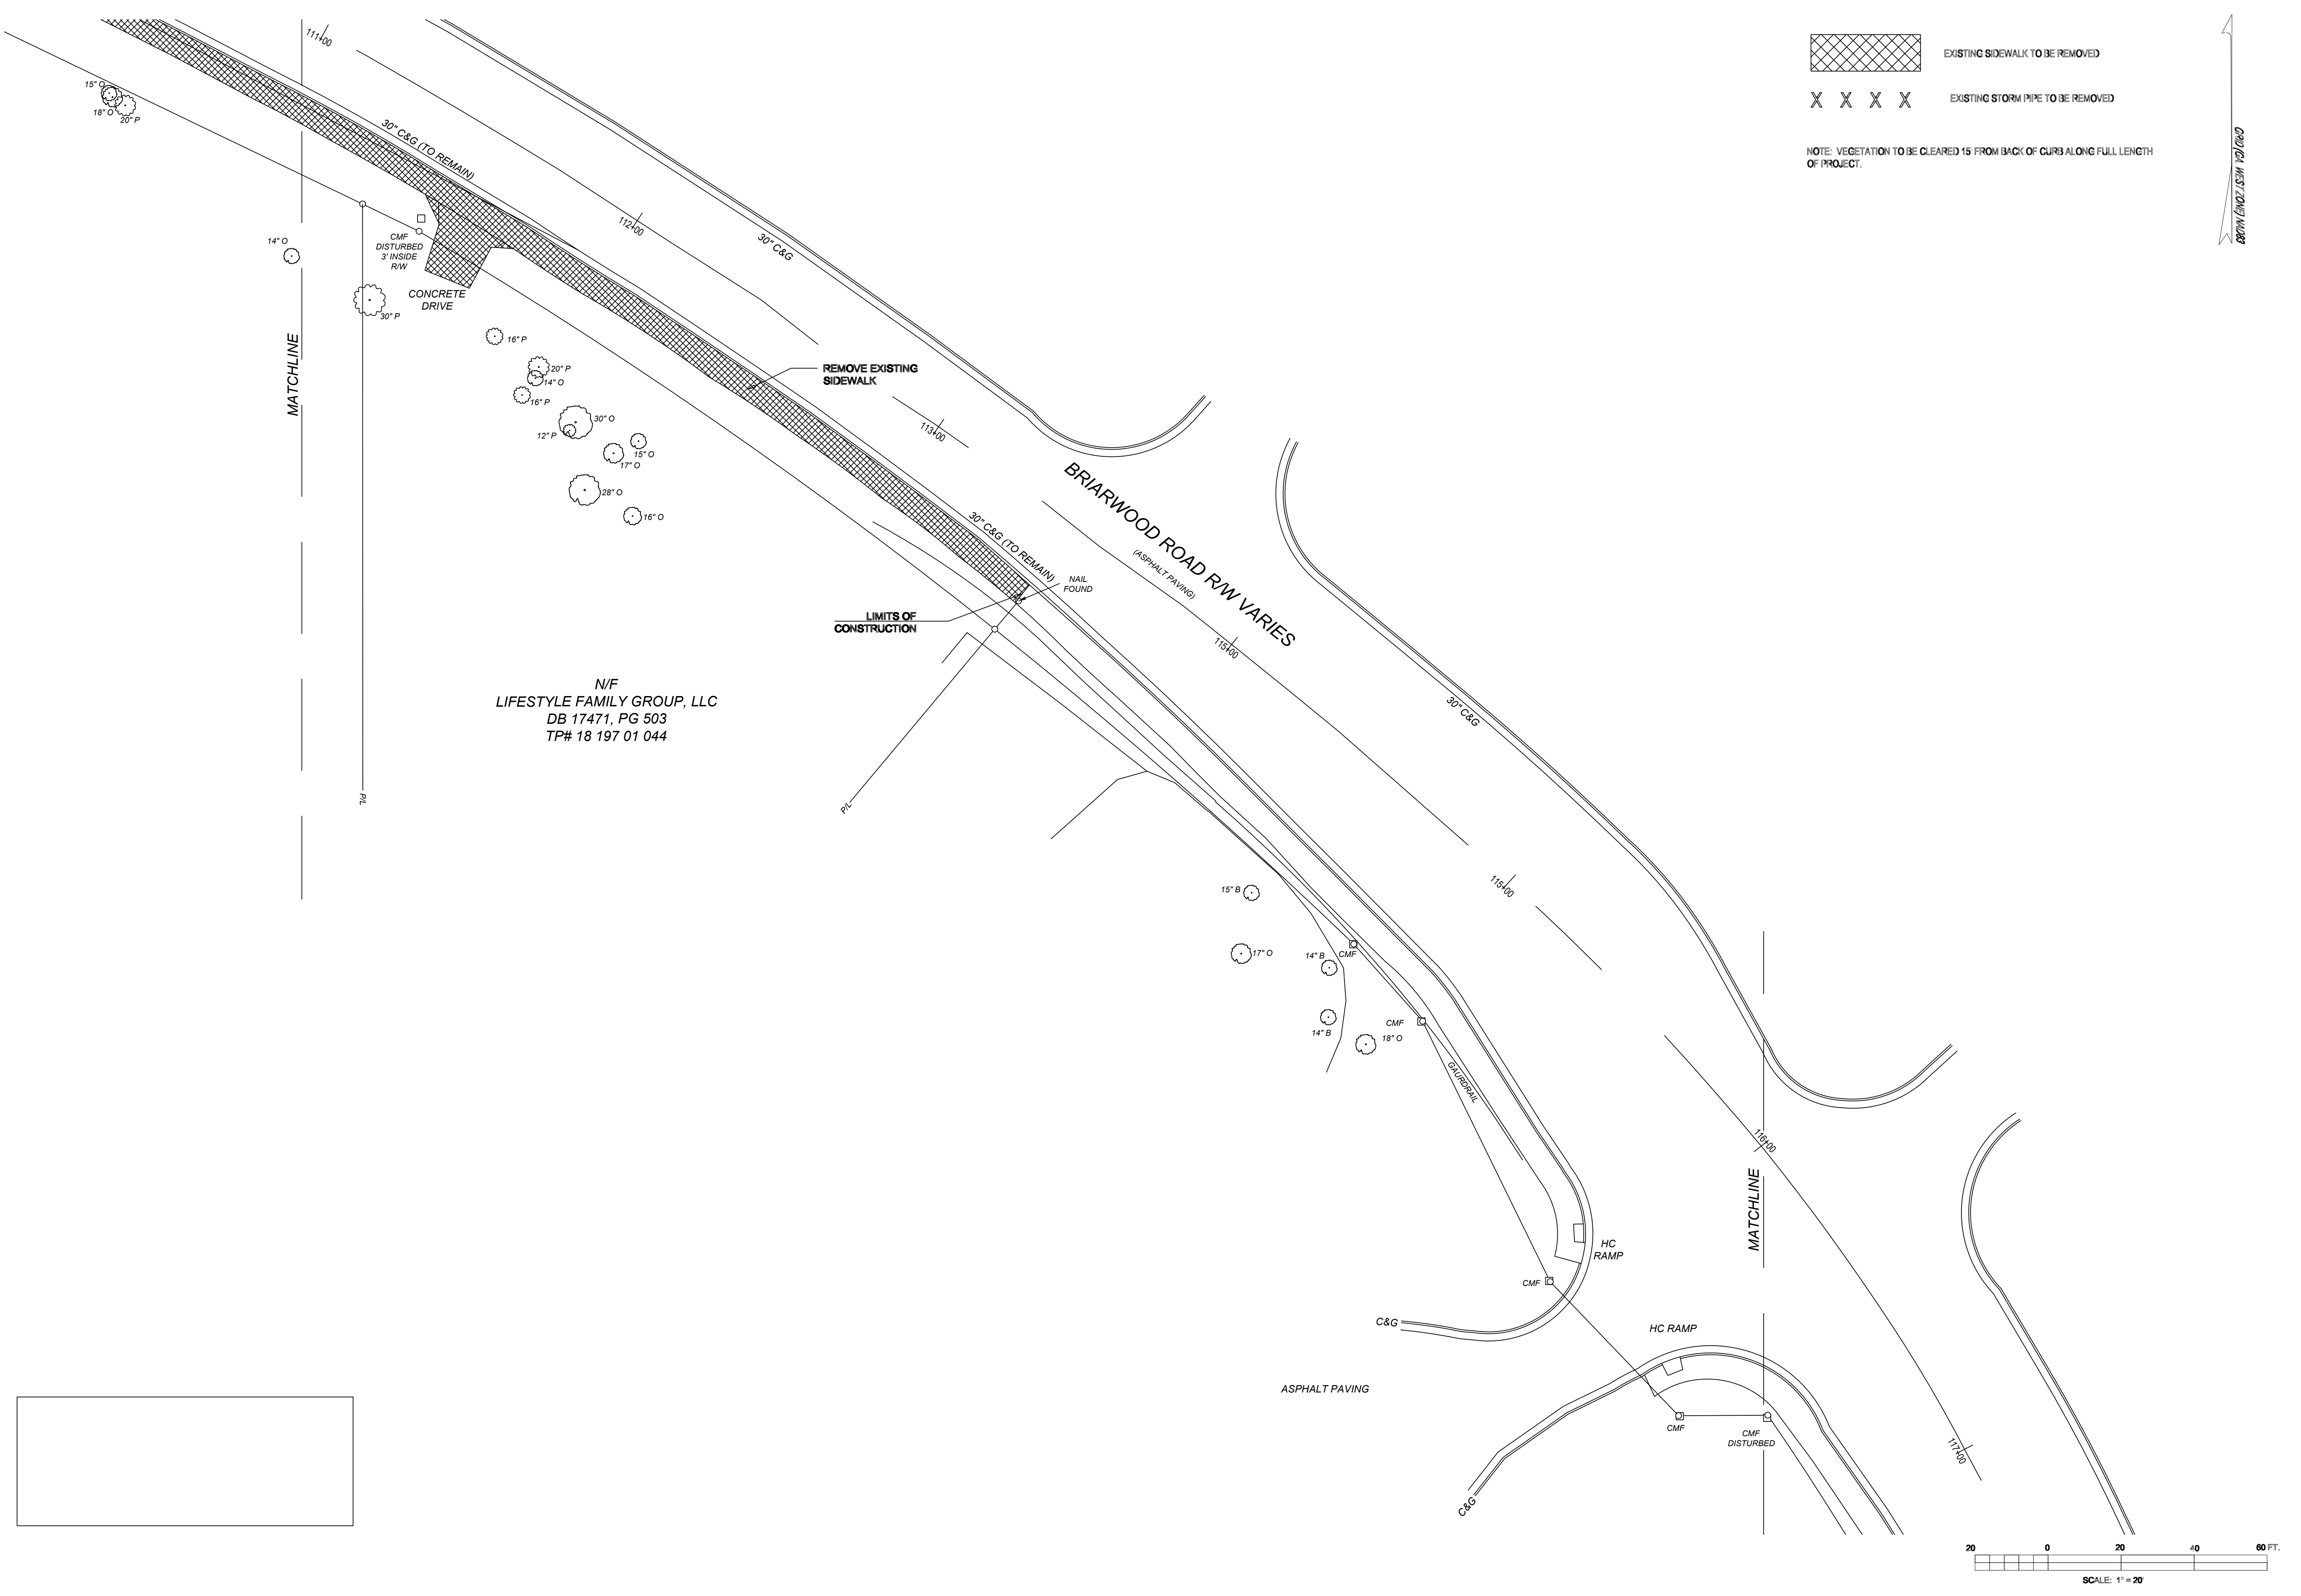 111+00
EXISTING SIDEWALK TO BE REMOVED
X X X X
EXISTING STORM PIPE TO BE REMOVED
NOTE: VEGETATION TO BE CLEARED 15' FROM BACK OF CURB ALONG FULL LENGTH
OF PROJECT.
GRID (GA. WEST ZONE) NAD83
15" O
18" O
20" P
30" C&G (TO REMAIN)
112+00
30" C&G
14" O
CMF
DISTURBED
3' INSIDE
R/W
CONCRETE
DRIVE
30" P
MATCHLINE
16" P
20" P
14" O
16" P
30" O
12" P
15" O
17" O
28" O
16" O
REMOVE EXISTING
SIDEWALK
113+00
BRIARWOOD ROAD R/W VARIES
(ASPHALT PAVING)
30" C&G (TO REMAIN)
NAIL
FOUND
LIMITS OF
CONSTRUCTION
115+00
N/F
LIFESTYLE FAMILY GROUP, LLC
DB 17471, PG 503
TP# 18 197 01 044
30" C&G
P/L
P/L
115+00
15" B
17" O
14" B
CMF
14" B
CMF
18" O
GAURDRAIL
116+00
MATCHLINE
HC
RAMP
CMF
C&G
HC RAMP
ASPHALT PAVING
CMF
CMF
DISTURBED
117+00
C&G
20 0 20 40 60 FT.
SCALE: 1" = 20'